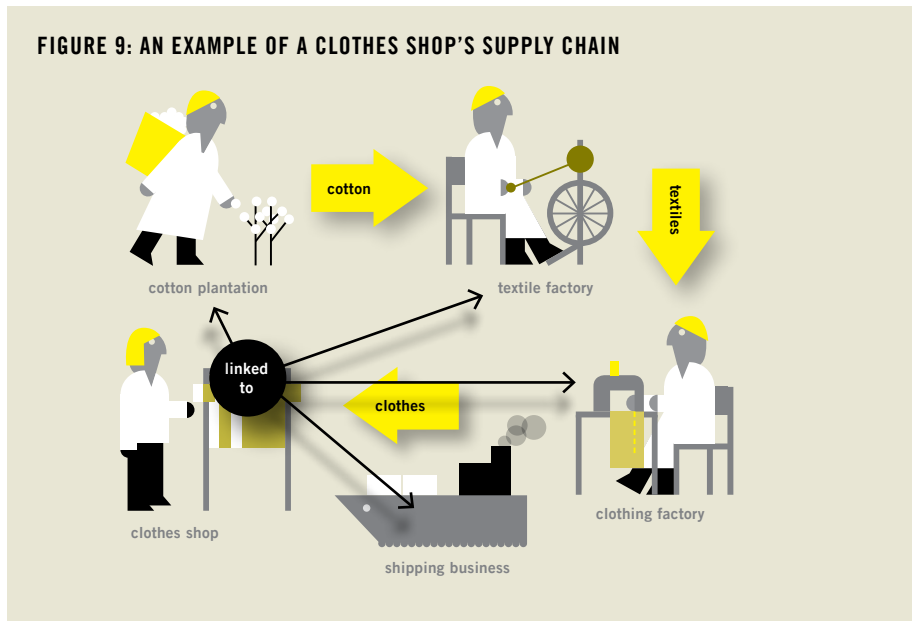 FIGURE 9: AN EXAMPLE OF A CLOTHES SHOP'S SUPPLY CHAIN
cotton
textiles
cotton plantation
textile factory
linked
to
clothes
clothing factory
clothes shop
shipping business